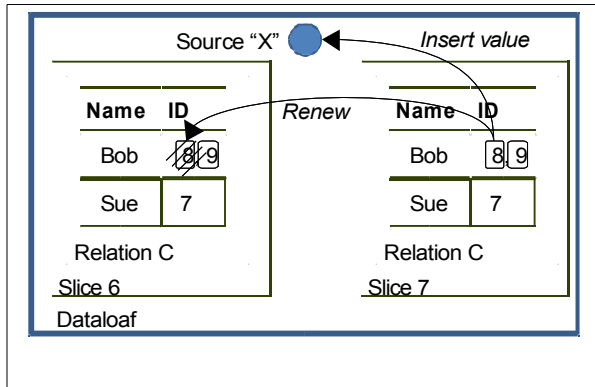 Source “X”
Insert value
Name ID
Renew
Name ID
Bob 8 9
Bob 8 9
Sue 7
Sue 7
Relation C
Relation C
Slice 6
Slice 7
Dataloaf